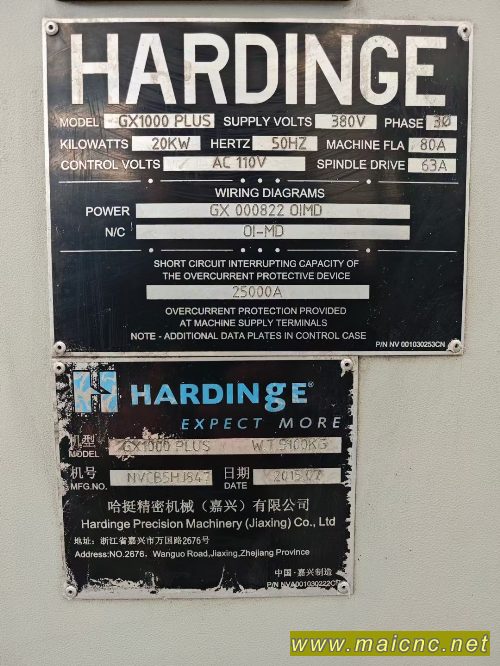 HARDINGE
MODEL GX1000 PLUS SUPPLY VOLTS 380V PHASE 3Ø
KILOWATTS 20KW HERTZ 50HZ MACHINE FLA 80A
CONTROL VOLTS AC 110V SPINDLE DRIVE 63A
WIRING DIAGRAMS
POWER GX 000822 OIMD
N/C OI-MD
SHORT CIRCUIT INTERRUPTING CAPACITY OF
THE OVERCURRENT PROTECTIVE DEVICE
25000A
OVERCURRENT PROTECTION PROVIDED
AT MACHINE SUPPLY TERMINALS
NOTE - ADDITIONAL DATA PLATES IN CONTROL CASE
P/N NV 001030253CN
HARDINGE®
EXPECT MORE
机型 GX1000 PLUS WT 5100KG
MODEL
机号 日期 2015.07
MFG.NO. DATE
哈挺精密机械（嘉兴）有限公司
Hardinge Precision Machinery (Jiaxing) Co., Ltd
地址: 浙江省嘉兴市万国路2676号
Address:NO.2676, Wanguo Road,Jiaxing,Zhejiang Province
中国·嘉兴制造
P/N NVA001030222CN
www.maicnc.net